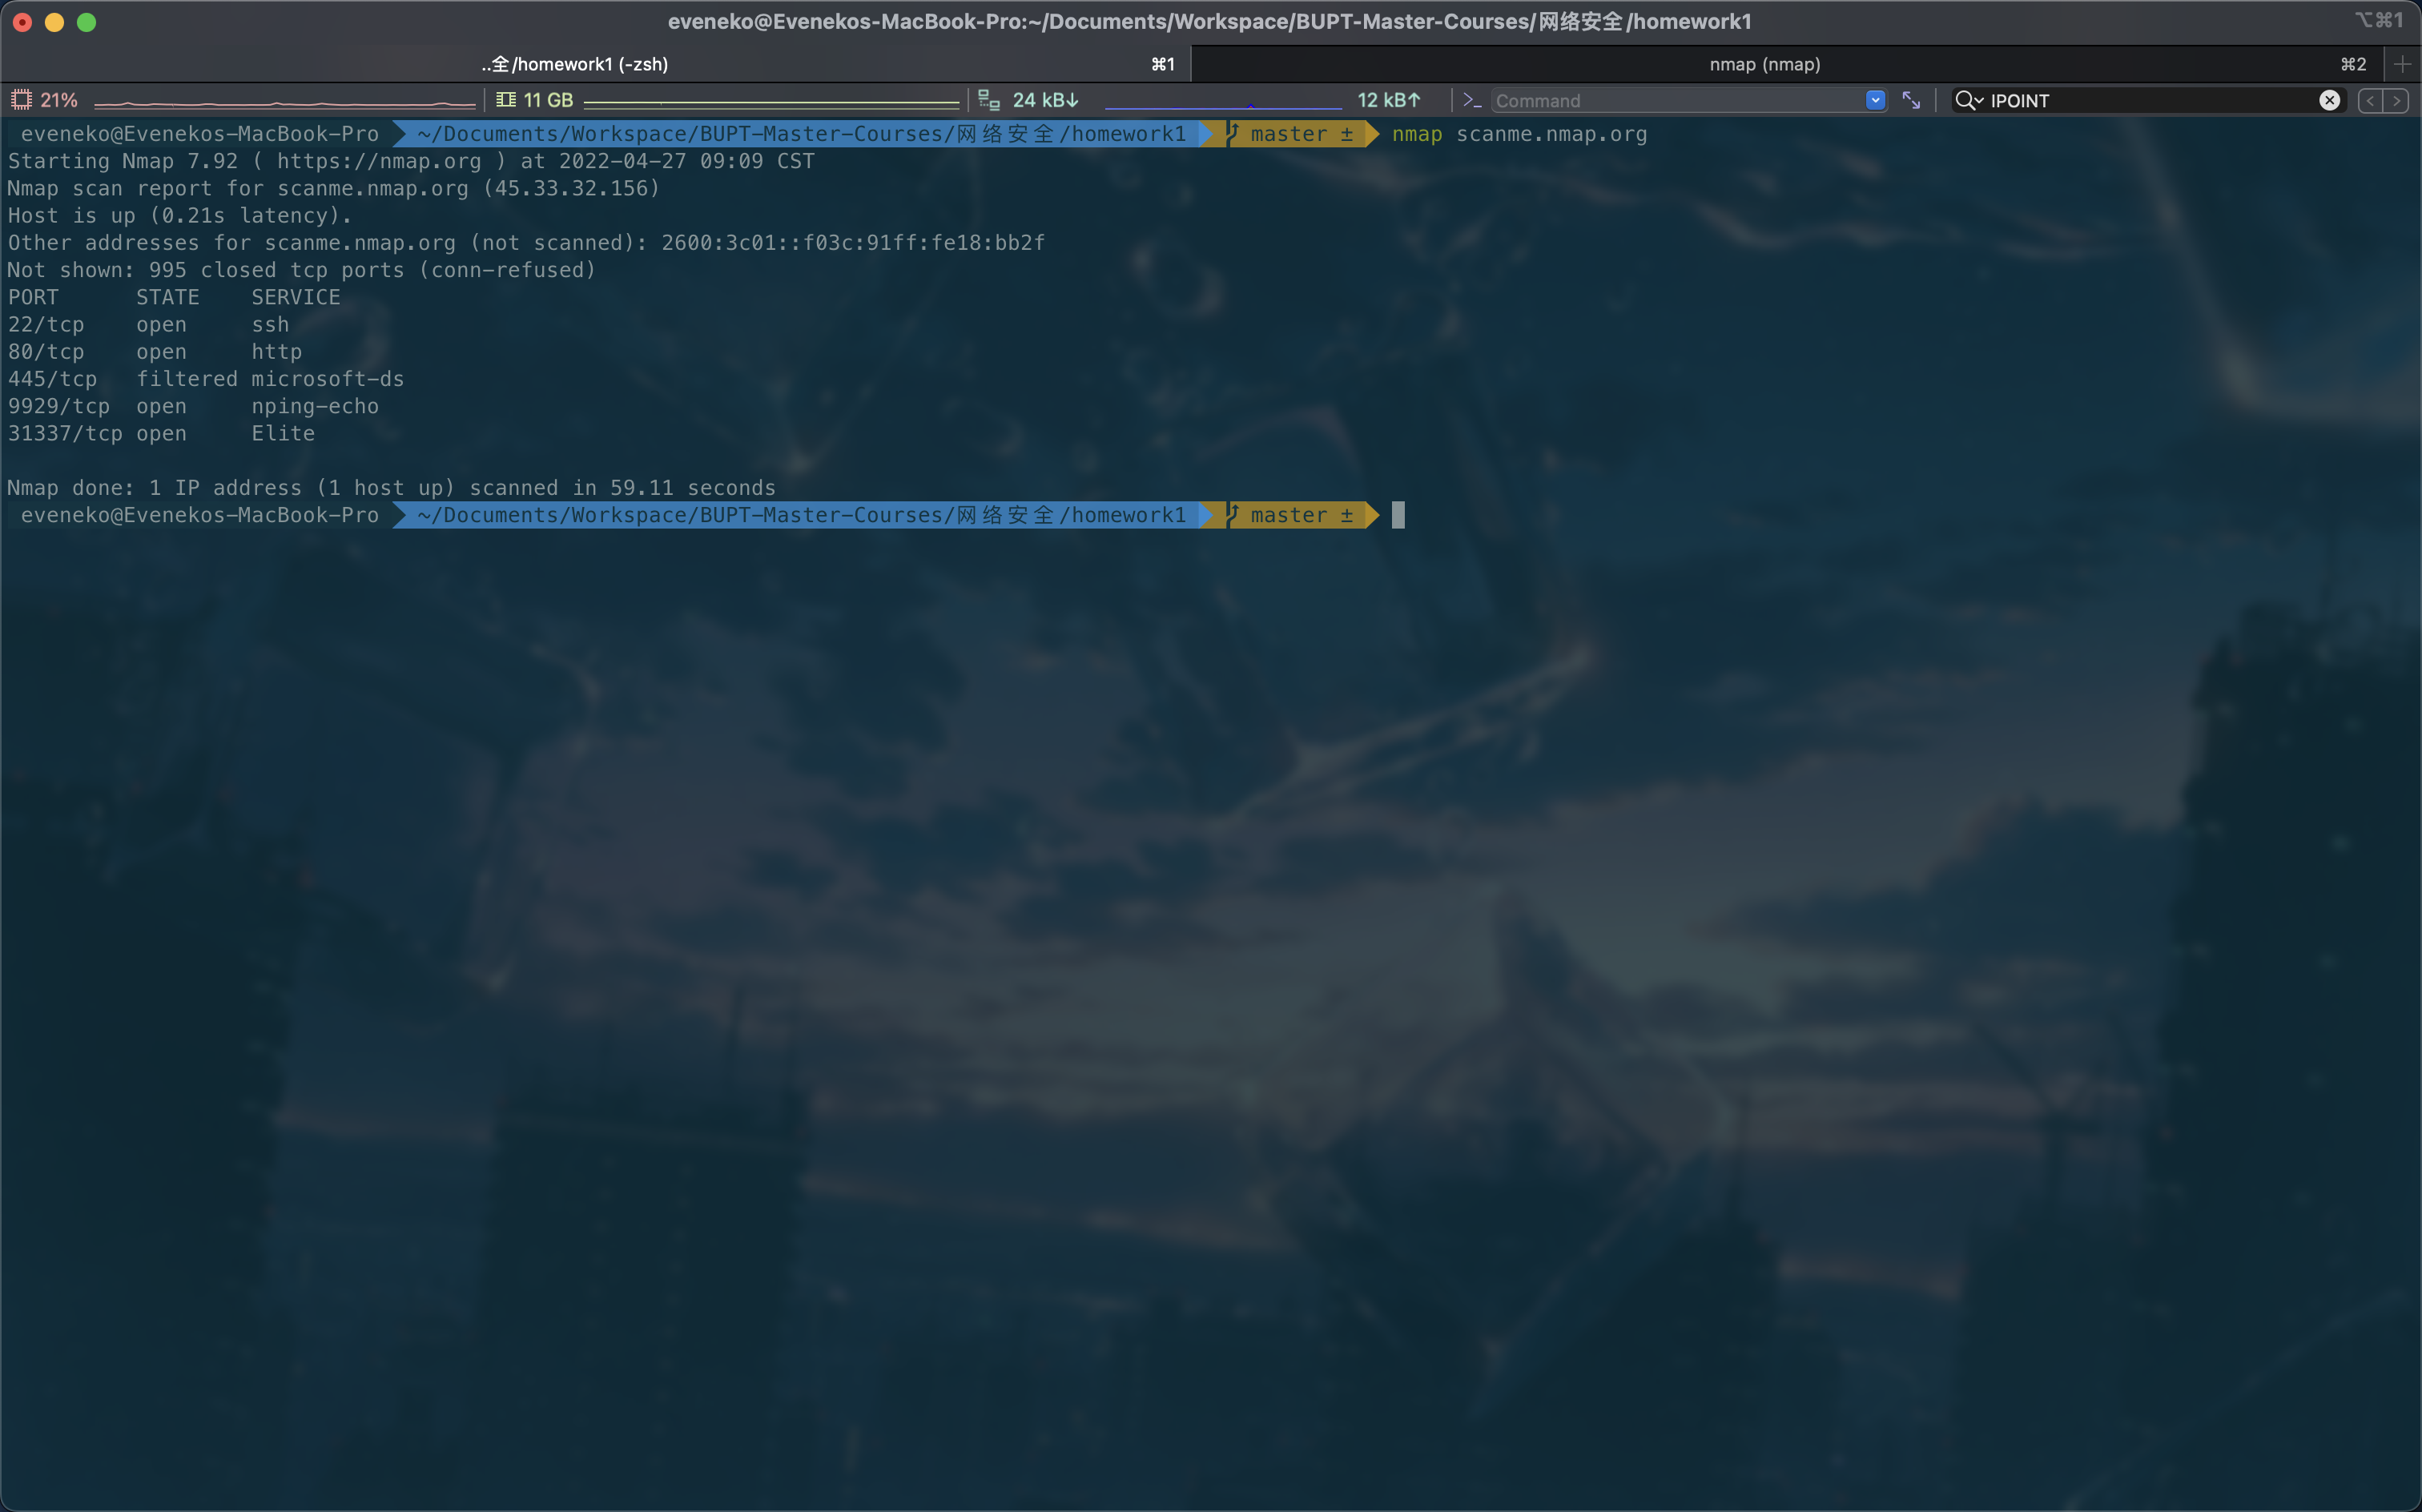 eveneko@Evenekos-MacBook-Pro:~/Documents/Workspace/BUPT-Master-Courses/网络安全/homework1 ⌥⌘1
..全/homework1 (-zsh) ⌘1 nmap (nmap) ⌘2
21% 11 GB 24 kB↓ 12 kB↑ Command IPOINT
eveneko@Evenekos-MacBook-Pro ~/Documents/Workspace/BUPT-Master-Courses/网络安全/homework1 master ± nmap scanme.nmap.org
Starting Nmap 7.92 ( https://nmap.org ) at 2022-04-27 09:09 CST
Nmap scan report for scanme.nmap.org (45.33.32.156)
Host is up (0.21s latency).
Other addresses for scanme.nmap.org (not scanned): 2600:3c01::f03c:91ff:fe18:bb2f
Not shown: 995 closed tcp ports (conn-refused)
PORT      STATE    SERVICE
22/tcp    open     ssh
80/tcp    open     http
445/tcp   filtered microsoft-ds
9929/tcp  open     nping-echo
31337/tcp open     Elite
Nmap done: 1 IP address (1 host up) scanned in 59.11 seconds
eveneko@Evenekos-MacBook-Pro ~/Documents/Workspace/BUPT-Master-Courses/网络安全/homework1 master ±